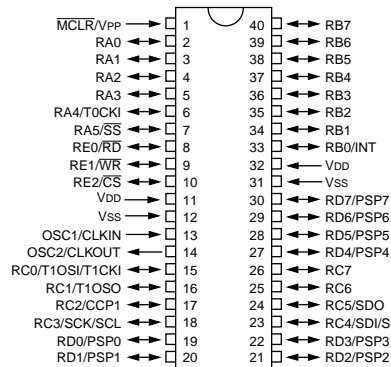 MCLR/VPP 1 40 RB7
RA0 2 39 RB6
RA1 3 38 RB5
RA2 4 37 RB4
RA3 5 36 RB3
RA4/T0CKI 6 35 RB2
RA5/SS 7 34 RB1
RE0/RD 8 33 RB0/INT
RE1/WR 9 32 VDD
RE2/CS 10 31 VSS
VDD 11 30 RD7/PSP7
VSS 12 29 RD6/PSP6
OSC1/CLKIN 13 28 RD5/PSP5
OSC2/CLKOUT 14 27 RD4/PSP4
RC0/T1OSI/T1CKI 15 26 RC7
RC1/T1OSO 16 25 RC6
RC2/CCP1 17 24 RC5/SDO
RC3/SCK/SCL 18 23 RC4/SDI/S
RD0/PSP0 19 22 RD3/PSP3
RD1/PSP1 20 21 RD2/PSP2